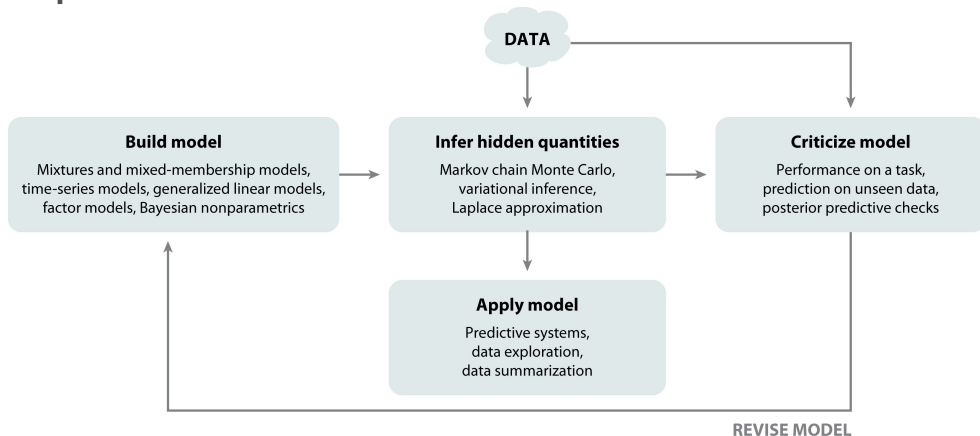 DATA
Build model
Mixtures and mixed-membership models,
time-series models, generalized linear models,
factor models, Bayesian nonparametrics
Infer hidden quantities
Markov chain Monte Carlo,
variational inference,
Laplace approximation
Criticize model
Performance on a task,
prediction on unseen data,
posterior predictive checks
Apply model
Predictive systems,
data exploration,
data summarization
REVISE MODEL